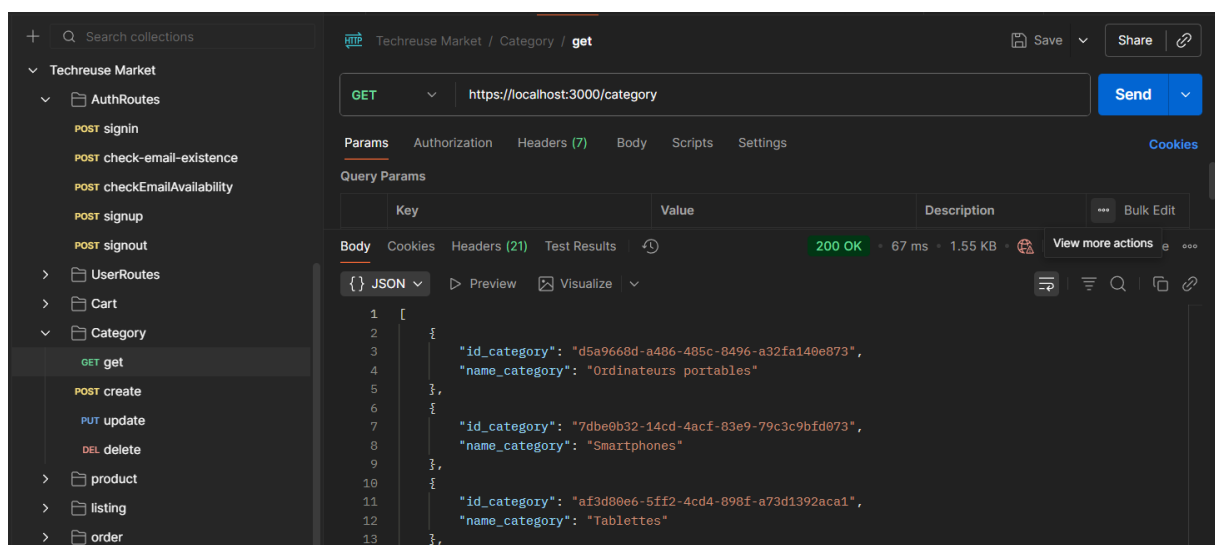 Search collections
Techreuse Market
AuthRoutes
POST signin
POST check-email-existence
POST checkEmailAvailability
POST signup
POST signout
UserRoutes
Cart
Category
GET get
POST create
PUT update
DEL delete
product
listing
order
HTTP Techreuse Market / Category / get
Save
Share
GET https://localhost:3000/category
Send
Params Authorization Headers (7) Body Scripts Settings
Cookies
Query Params
Key Value Description Bulk Edit
Body Cookies Headers (21) Test Results
200 OK 67 ms 1.55 KB
View more actions
e
{} JSON Preview Visualize
1 [
2 {
3 "id_category": "d5a9668d-a486-485c-8496-a32fa140e873",
4 "name_category": "Ordinateurs portables"
5 },
6 {
7 "id_category": "7dbe0b32-14cd-4acf-83e9-79c3c9bfd073",
8 "name_category": "Smartphones"
9 },
10 {
11 "id_category": "af3d80e6-5ff2-4cd4-898f-a73d1392aca1",
12 "name_category": "Tablettes"
13 },